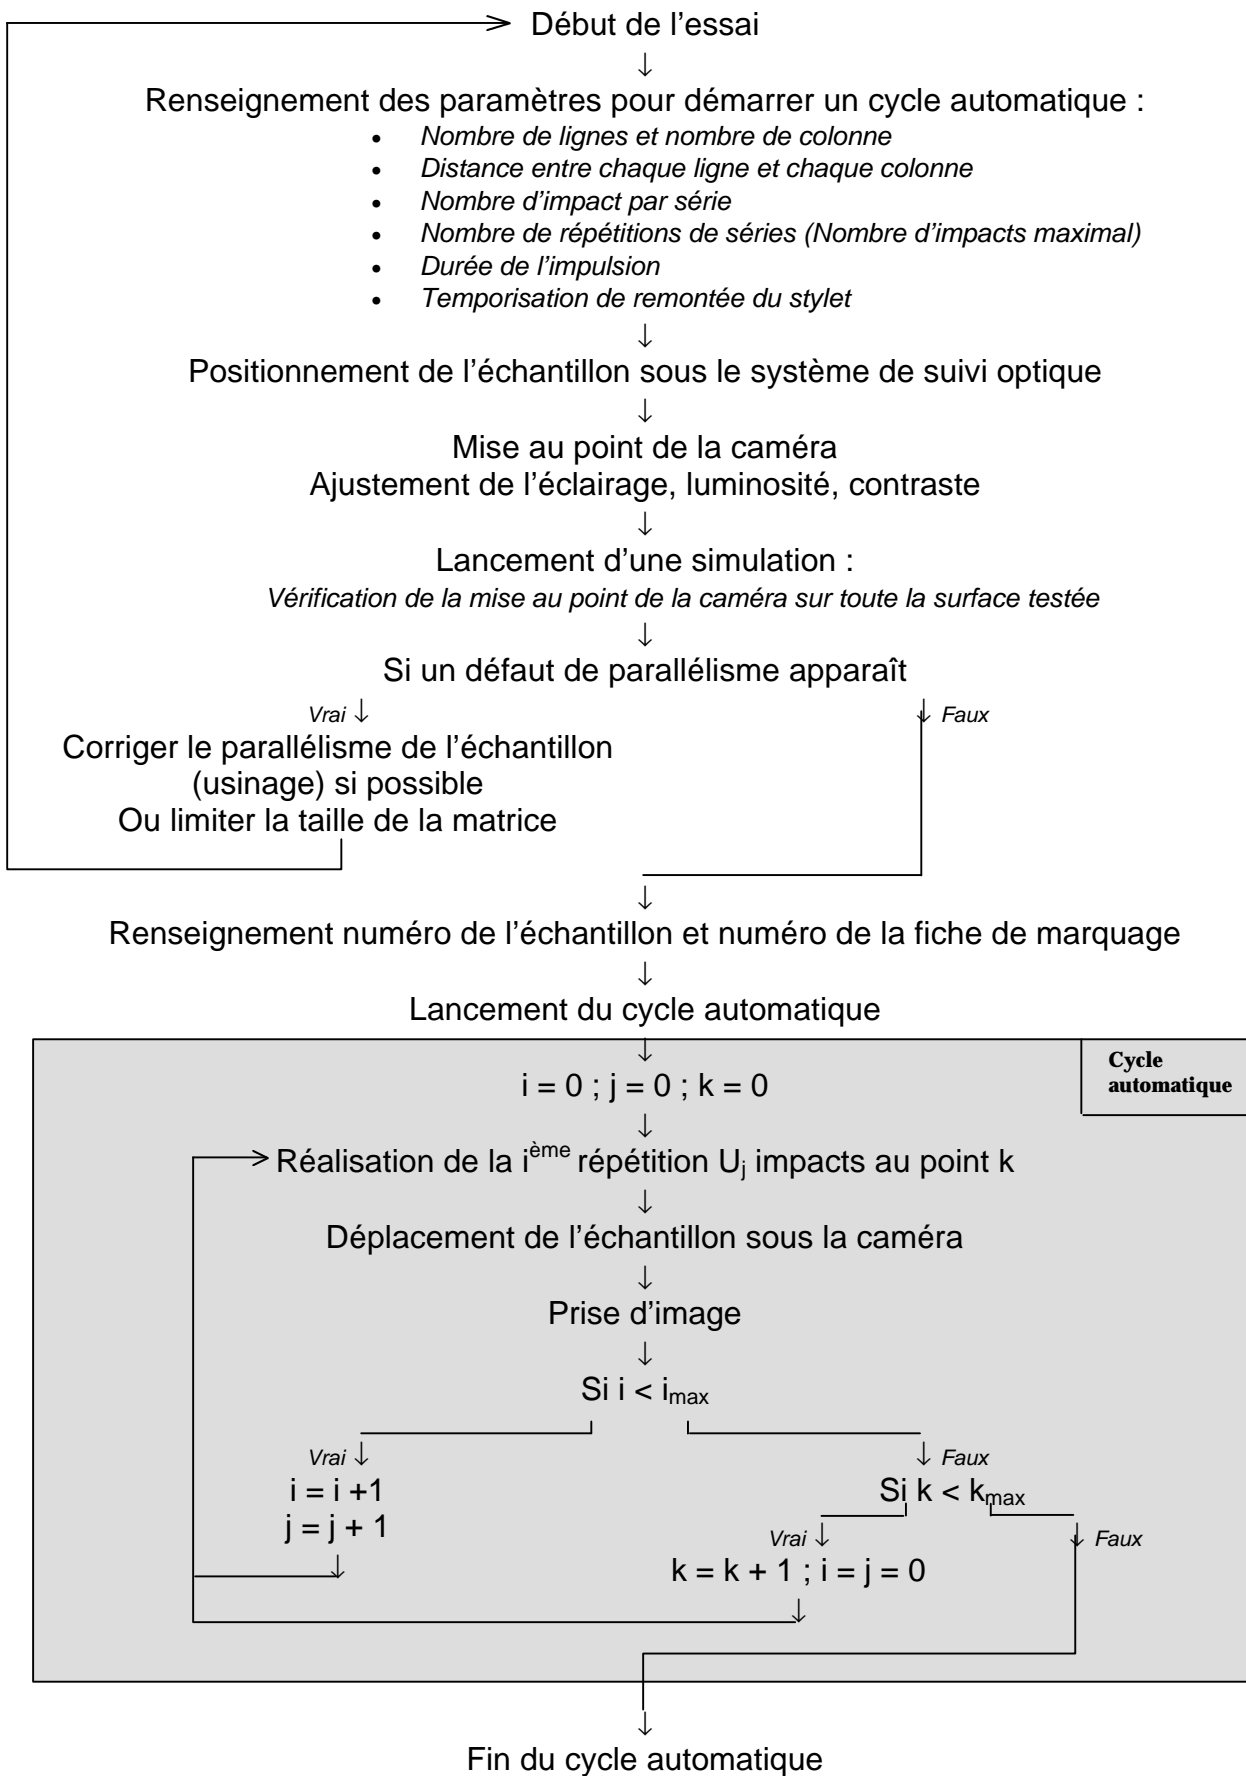 Début de l’essai
↓
Renseignement des paramètres pour démarrer un cycle automatique :
• Nombre de lignes et nombre de colonne
• Distance entre chaque ligne et chaque colonne
• Nombre d’impact par série
• Nombre de répétitions de séries (Nombre d’impacts maximal)
• Durée de l’impulsion
• Temporisation de remontée du stylet
↓
Positionnement de l’échantillon sous le système de suivi optique
↓
Mise au point de la caméra
Ajustement de l’éclairage, luminosité, contraste
↓
Lancement d’une simulation :
Vérification de la mise au point de la caméra sur toute la surface testée
↓
Si un défaut de parallélisme apparaît
Vrai ↓
↓ Faux
Corriger le parallélisme de l’échantillon
(usinage) si possible
Ou limiter la taille de la matrice
↓
Renseignement numéro de l’échantillon et numéro de la fiche de marquage
↓
Lancement du cycle automatique
↓
Cycle
automatique
i = 0 ; j = 0 ; k = 0
↓
Réalisation de la ième répétition Uj impacts au point k
↓
Déplacement de l’échantillon sous la caméra
↓
Prise d’image
↓
Si i < imax
Vrai ↓
↓ Faux
i = i +1
j = j + 1
Si k < kmax
Vrai ↓
↓ Faux
k = k + 1 ; i = j = 0
↓
Fin du cycle automatique